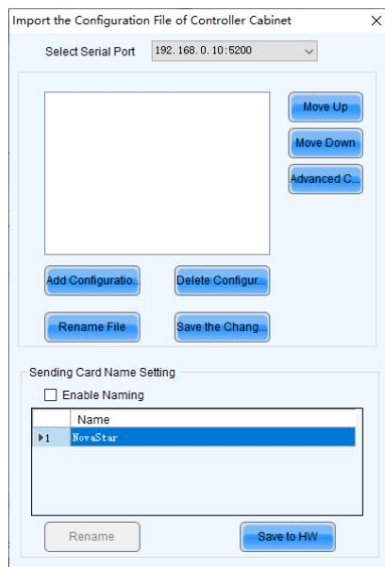 Import the Configuration File of Controller Cabinet
Select Serial Port 192.168.0.10:5200
Move Up
Move Down
Advanced C...
Add Configuratio... Delete Configur...
Rename File Save the Chang...
Sending Card Name Setting
Enable Naming
Name
1 NovaStar
Rename Save to HW